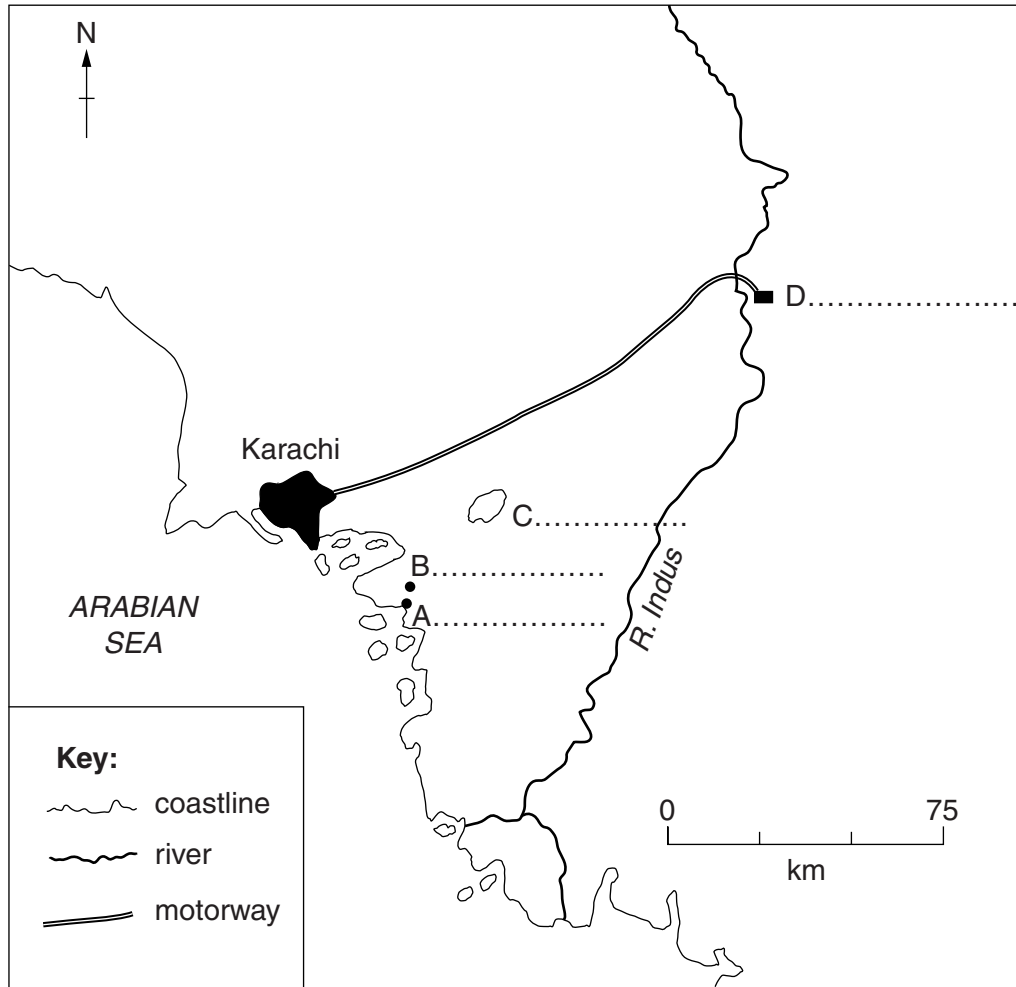 N
D......................
Karachi
C...............
B..................
A..................
R. Indus
ARABIAN
SEA
Key:
coastline
river
motorway
0 75
km